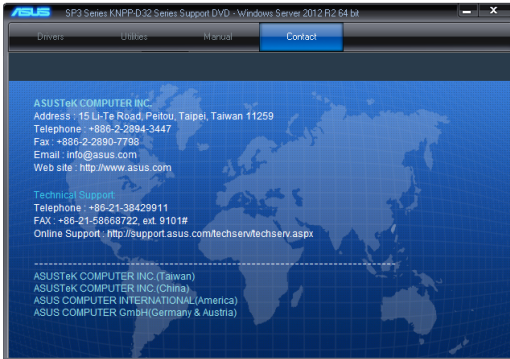 ASUS SP3 Series KNPP-D32 Series Support DVD - Windows Server 2012 R2 64 bit
Drivers Utilities Manual Contact
ASUSTeK COMPUTER INC.
Address : 15 Li-Te Road, Peitou, Taipei, Taiwan 11259
Telephone : +886-2-2894-3447
Fax : +886-2-2890-7798
Email : info@asus.com
Web site : http://www.asus.com
Technical Support
Telephone : +86-21-38429911
FAX : +86-21-58668722, ext. 9101#
Online Support : http://support.asus.com/techserv/techserv.aspx
ASUSTeK COMPUTER INC.(Taiwan)
ASUSTeK COMPUTER INC.(China)
ASUS COMPUTER INTERNATIONAL(America)
ASUS COMPUTER GmbH(Germany & Austria)